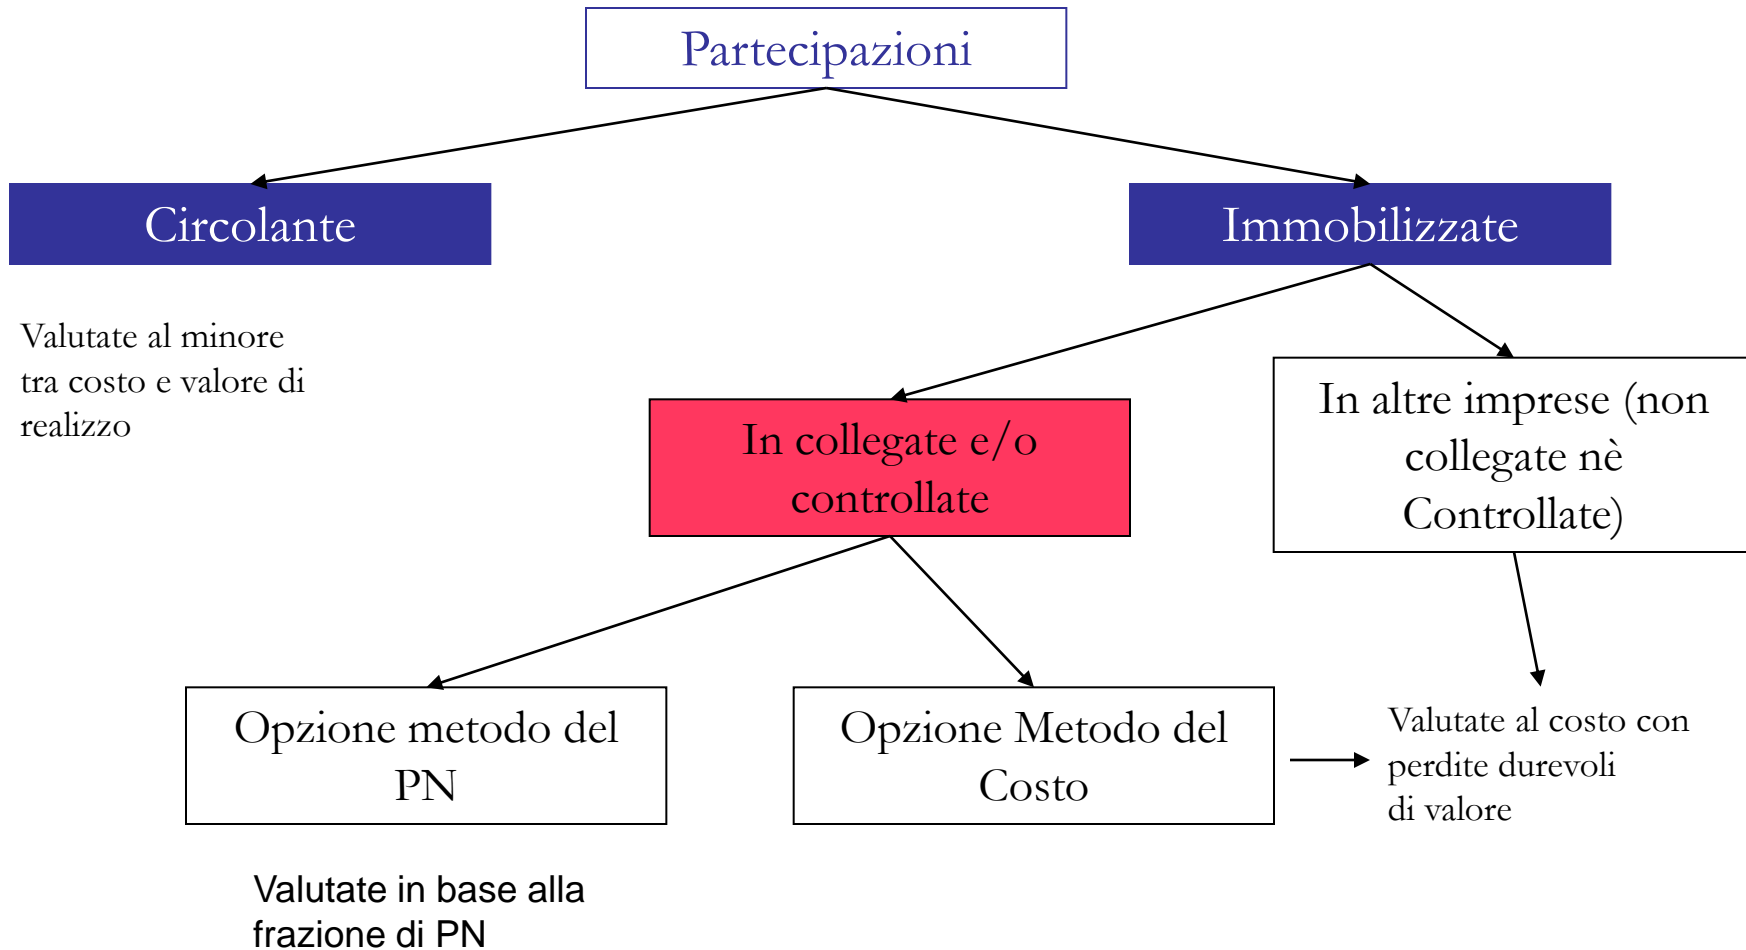 Partecipazioni
Circolante
Immobilizzate
Valutate al minore
tra costo e valore di
realizzo
In collegate e/o
controllate
In altre imprese (non
collegate nè
Controllate)
Opzione metodo del
PN
Opzione Metodo del
Costo
Valutate al costo con
perdite durevoli
di valore
Valutate in base alla
frazione di PN